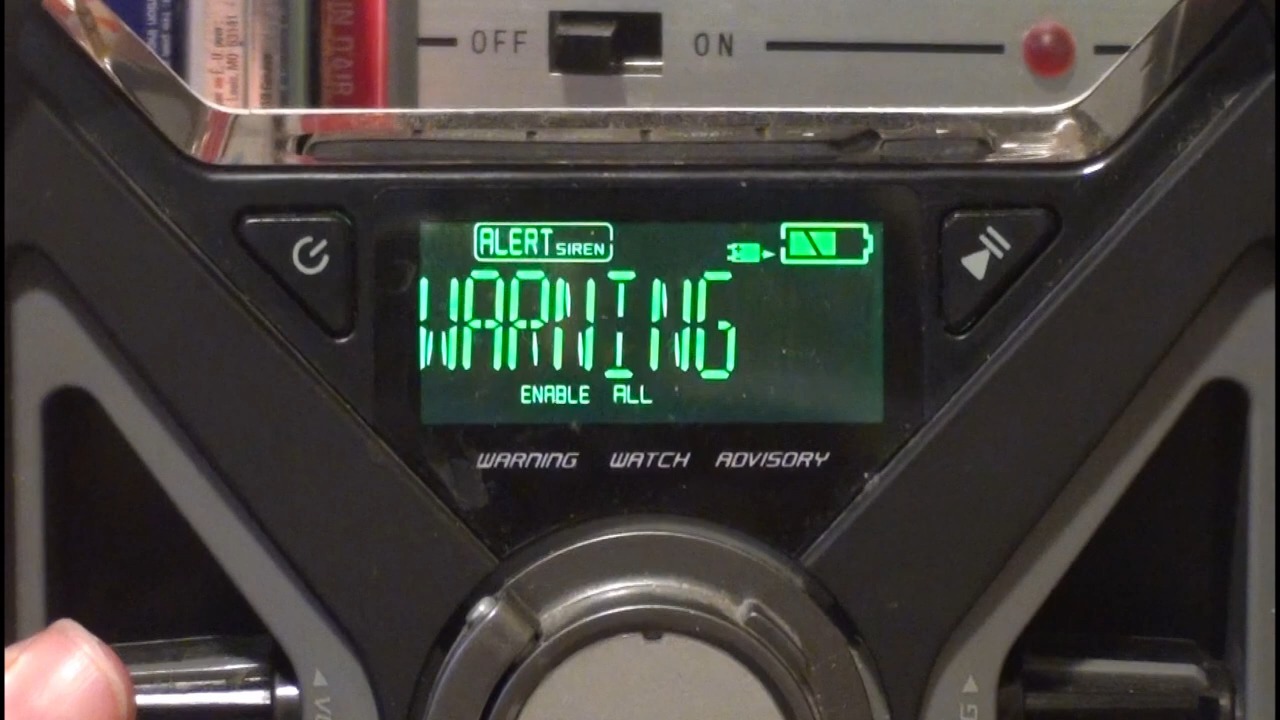 OFF ON
ALERT SIREN
WARNING
ENABLE ALL
WARNING WATCH ADVISORY